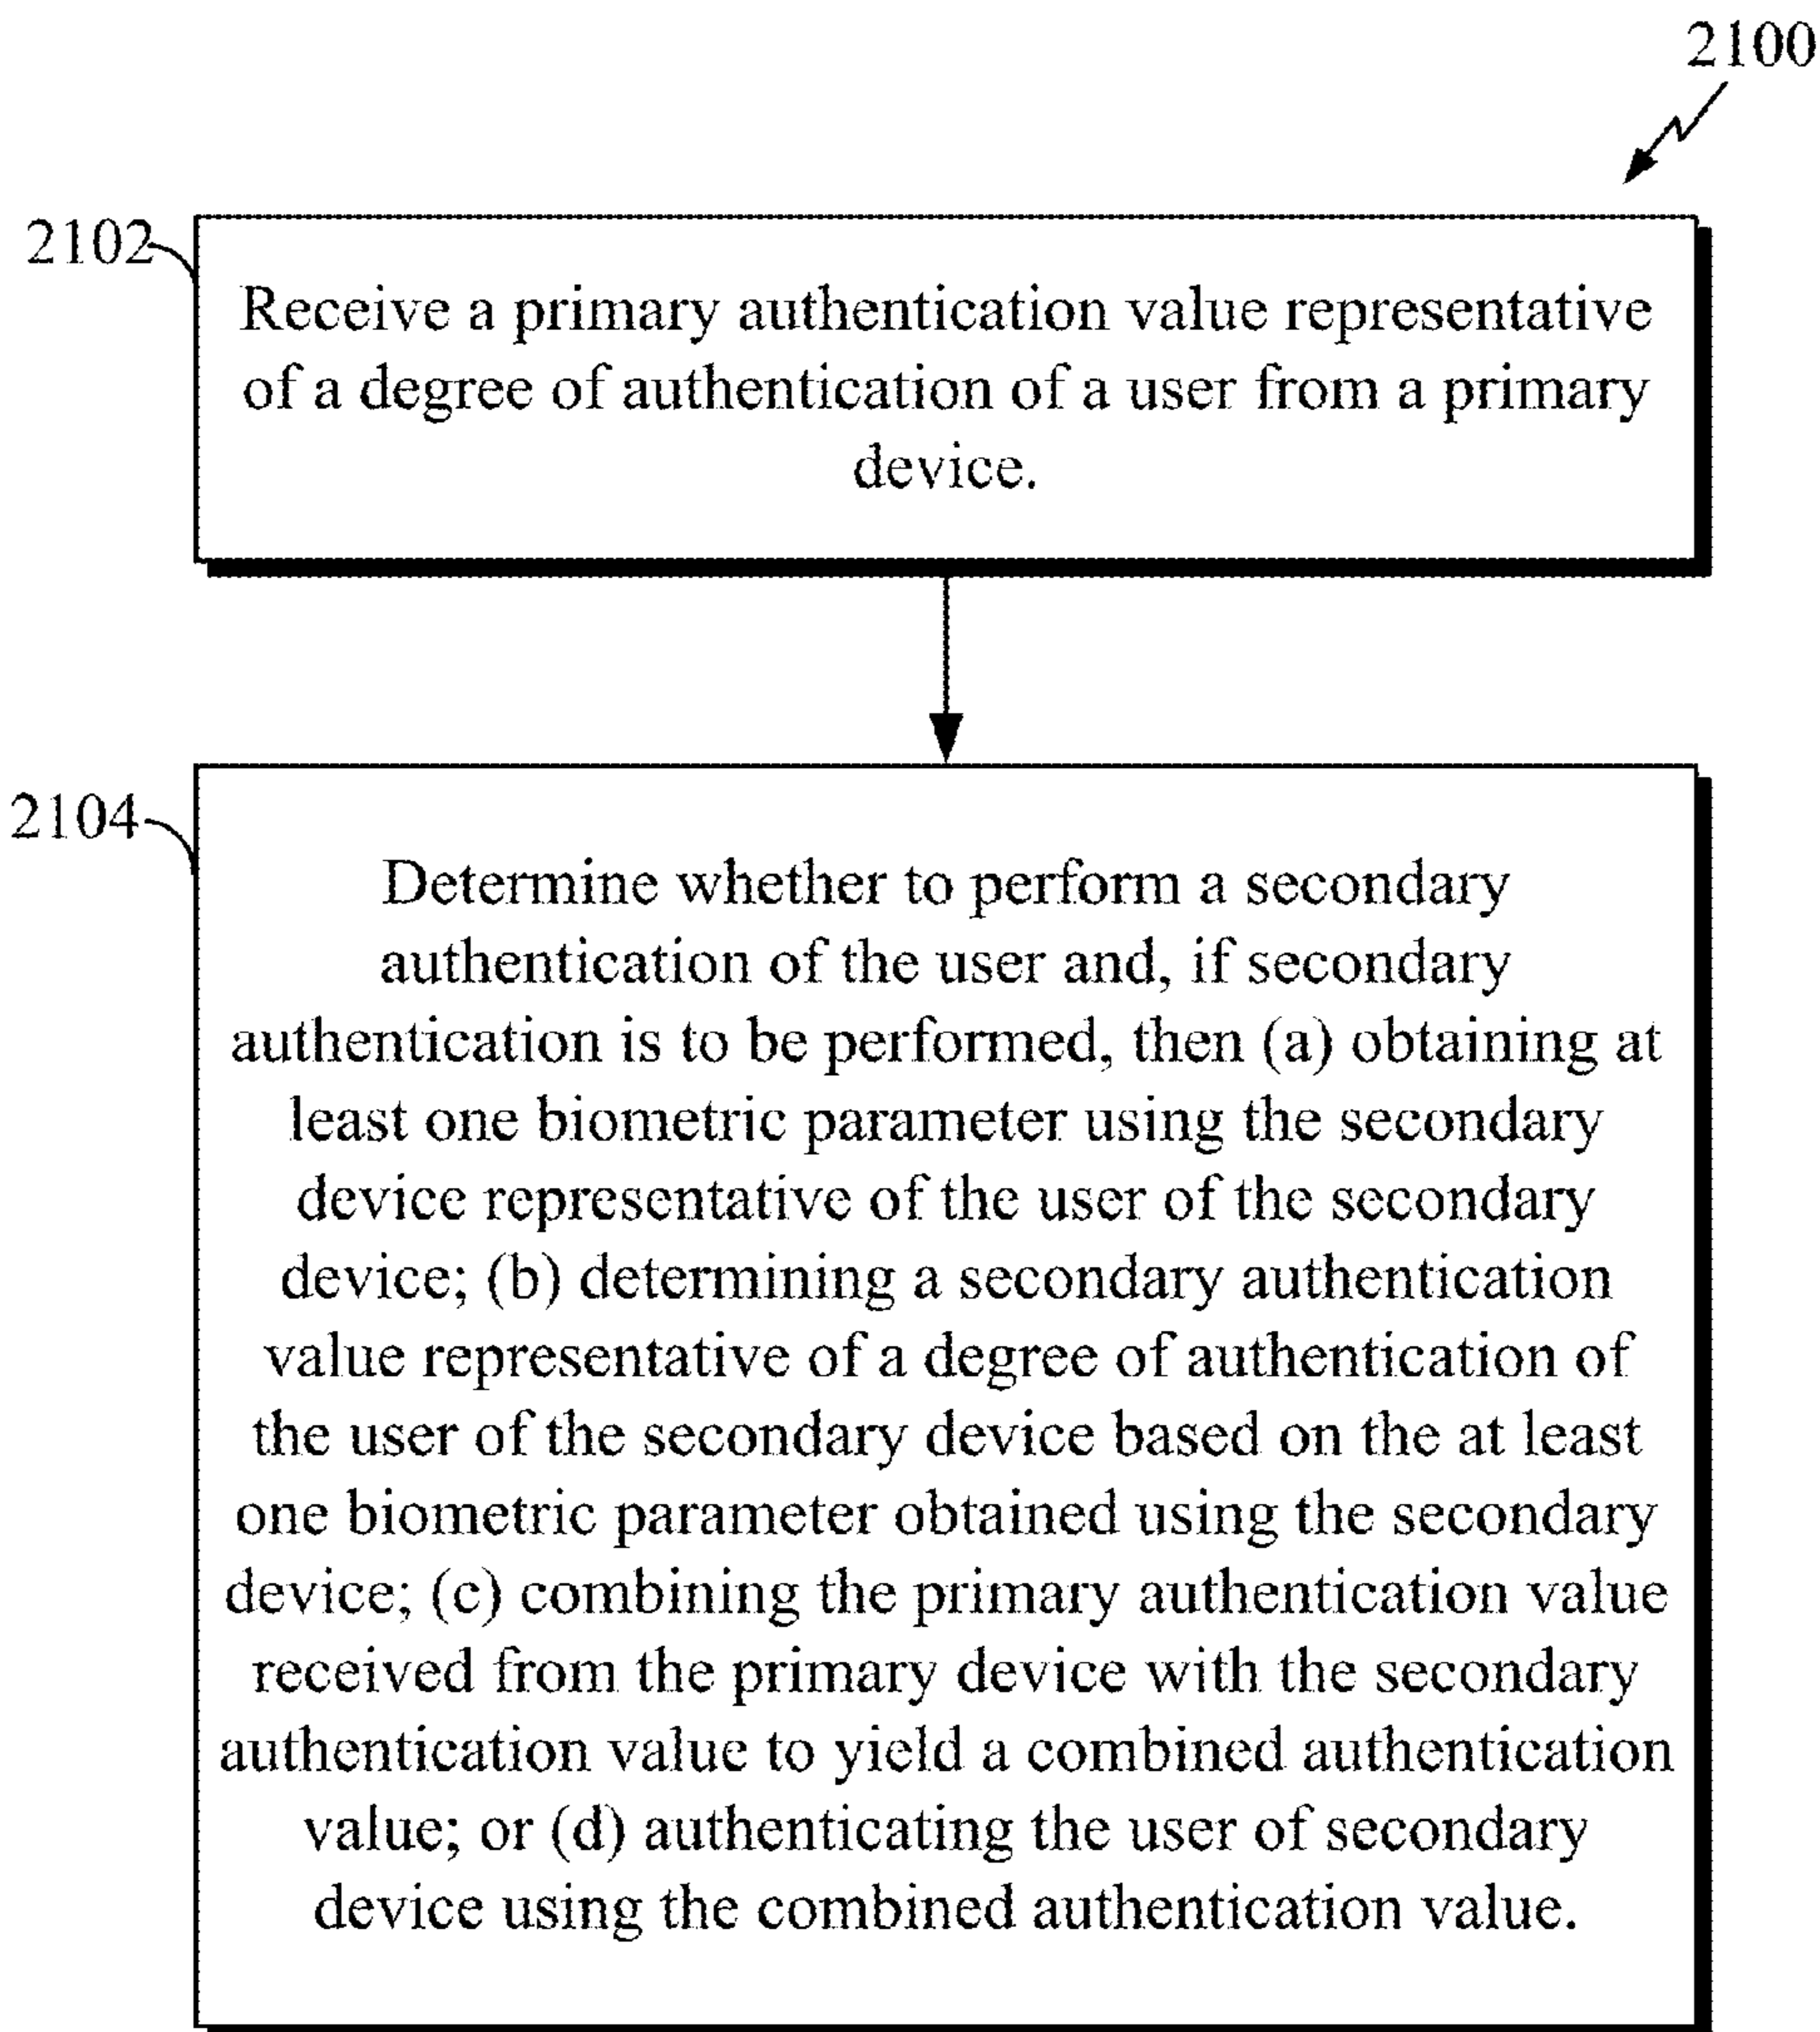 2100
2102
Receive a primary authentication value representative
of a degree of authentication of a user from a primary
device.
2104
Determine whether to perform a secondary
authentication of the user and, if secondary
authentication is to be performed, then (a) obtaining at
least one biometric parameter using the secondary
device representative of the user of the secondary
device; (b) determining a secondary authentication
value representative of a degree of authentication of
the user of the secondary device based on the at least
one biometric parameter obtained using the secondary
device; (c) combining the primary authentication value
received from the primary device with the secondary
authentication value to yield a combined authentication
value; or (d) authenticating the user of secondary
device using the combined authentication value.